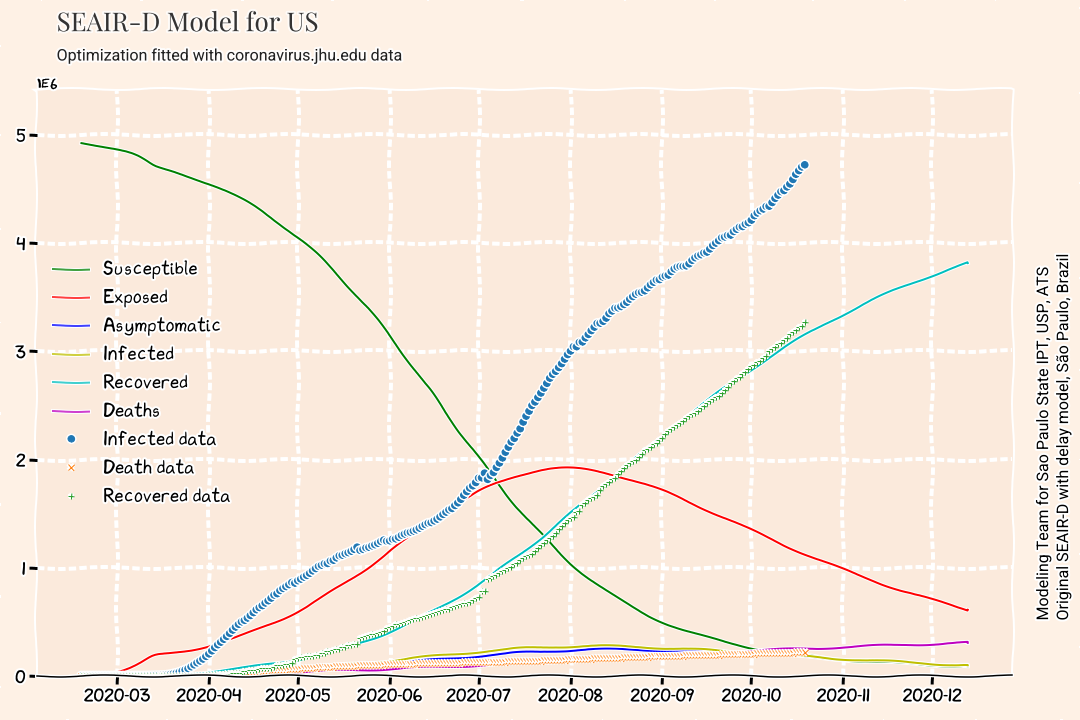 SEAIR-D Model for US
Optimization fitted with coronavirus.jhu.edu data
1E6
5
4
3
2
1
0
Susceptible
Exposed
Asymptomatic
Infected
Recovered
Deaths
Infected data
Death data
Recovered data
2020-03 2020-04 2020-05 2020-06 2020-07 2020-08 2020-09 2020-10 2020-11 2020-12
Modeling Team for Sao Paulo State IPT, USP, ATS
Original SEAIR-D with delay model, São Paulo, Brazil